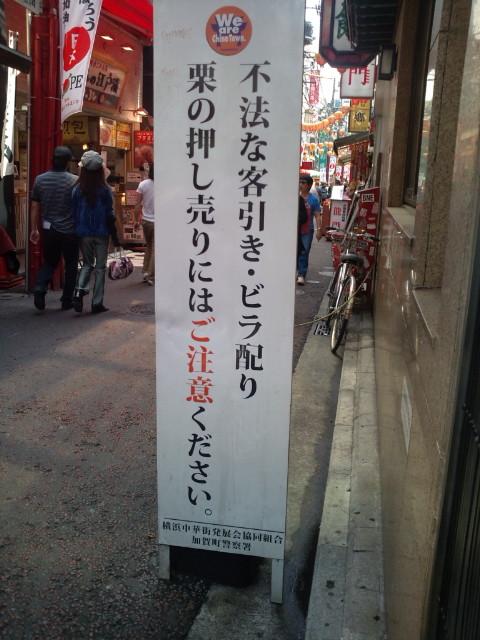 We
are
ChinaTown.
不法な客引き・ビラ配り
栗の押し売りにはご注意ください。
横浜中華街発展会協同組合
加賀町警察署